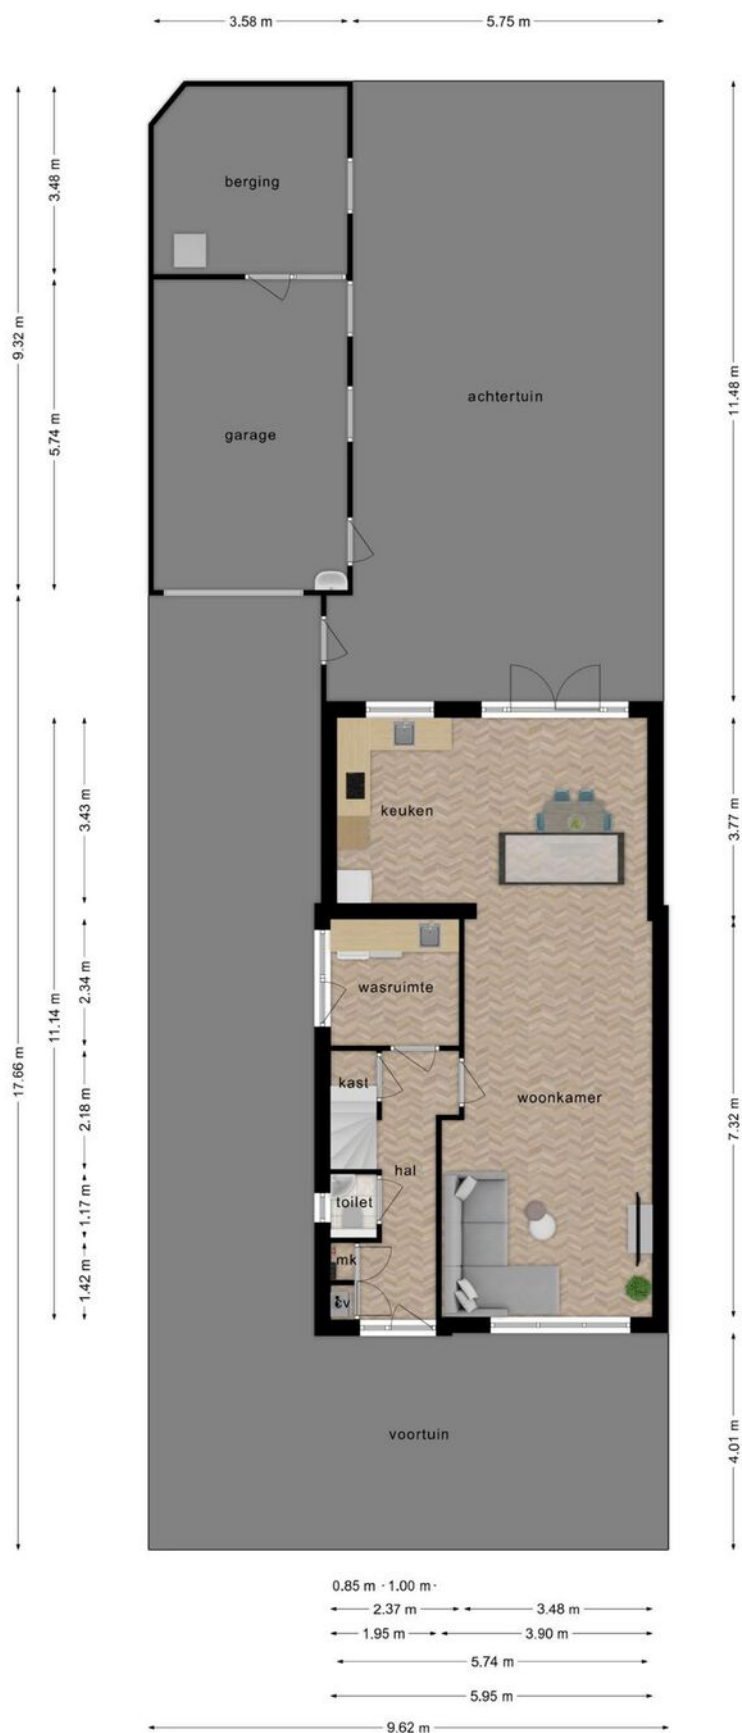 3.58 m
5.75 m
berging
3.48 m
9.32 m
11.48 m
achtertuin
garage
5.74 m
keuken
3.43 m
3.77 m
wasruimte
2.34 m
11.14 m
17.66 m
kast
woonkamer
2.18 m
7.32 m
hal
toilet
1.17 m
mk
1.42 m
cv
voortuin
4.01 m
0.85 m · 1.00 m ·
2.37 m
3.48 m
1.95 m
3.90 m
5.74 m
5.95 m
9.62 m